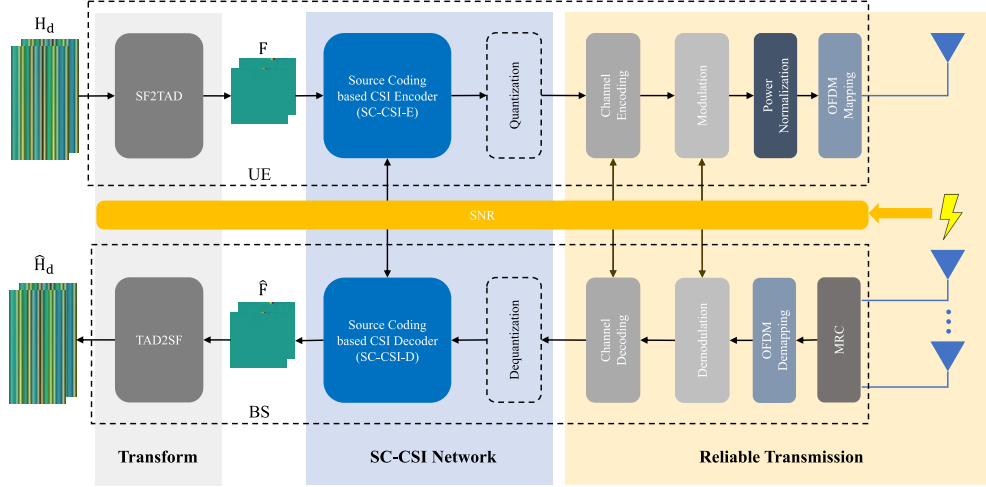 H_d
SF2TAD
F
Source Coding
based CSI Encoder
(SC-CSI-E)
Quantization
Channel
Encoding
Modulation
Power
Normalization
OFDM
Mapping
UE
SNR
Ĥ_d
TAD2SF
F̂
Source Coding
based CSI Decoder
(SC-CSI-D)
Dequantization
Channel
Decoding
Demodulation
OFDM
Demapping
MRC
BS
Transform
SC-CSI Network
Reliable Transmission